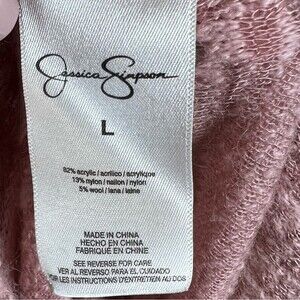 Jessica Simpson
L
82% acrylic / acrílico / acrylique
13% nylon / nailon / nylon
5% wool / lana / laine
MADE IN CHINA
HECHO EN CHINA
FABRIQUÉ EN CHINE
SEE REVERSE FOR CARE
VER AL REVERSO PARA EL CUIDADO
LES INSTRUCTIONS D'ENTRETIEN AU DOS